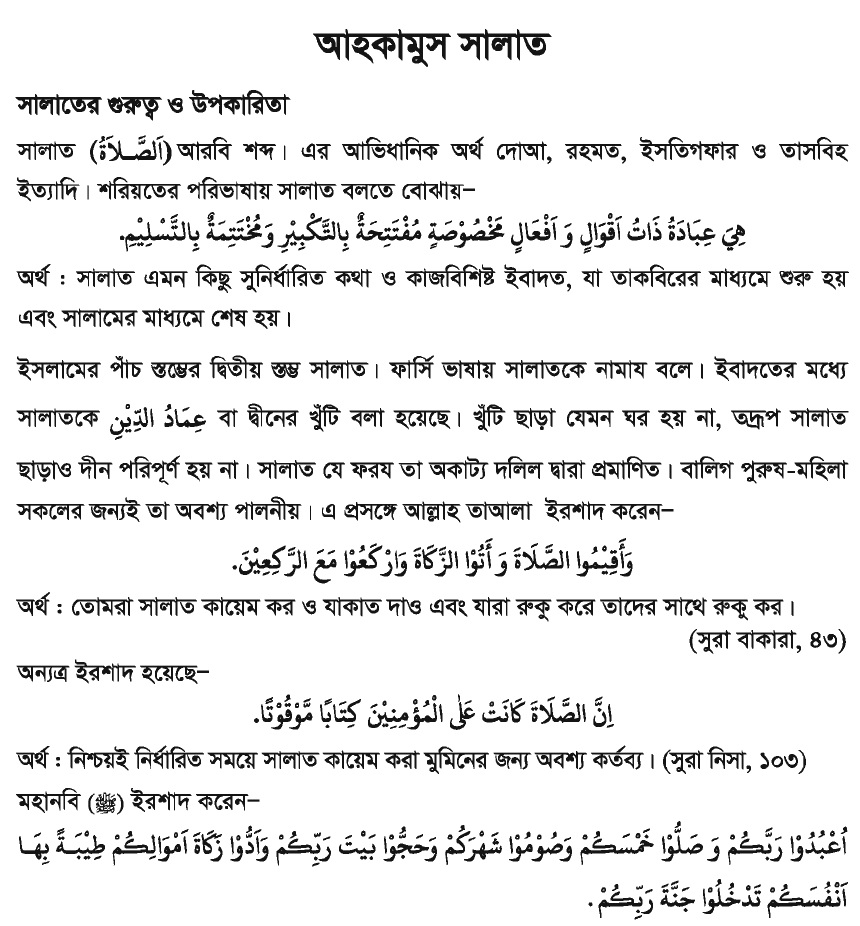 আহকামুস সালাত
সালাতের গুরুত্ব ও উপকারিতা
সালাত (اَلصَّلَاةُ) আরবি শব্দ। এর আভিধানিক অর্থ দোআ, রহমত, ইসতিগফার ও তাসবিহ
ইত্যাদি। শরিয়তের পরিভাষায় সালাত বলতে বোঝায়–
هِيَ عِبَادَةُ ذَاتُ اَقْوَالٍ وَ اَفْعَالٍ مَخْصُوْصَةٍ مُفْتَتِحَةٌ بِالتَّكْبِيْرِ وَمُخْتَتِمَةٌ بِالتَّسْلِيْمِ.
অর্থ : সালাত এমন কিছু সুনির্ধারিত কথা ও কাজবিশিষ্ট ইবাদত, যা তাকবিরের মাধ্যমে শুরু হয়
এবং সালামের মাধ্যমে শেষ হয়।
ইসলামের পাঁচ স্তম্ভের দ্বিতীয় স্তম্ভ সালাত। ফার্সি ভাষায় সালাতকে নামায বলে। ইবাদতের মধ্যে
সালাতকে عِمَادُ الدِّيْنِ বা দ্বীনের খুঁটি বলা হয়েছে। খুঁটি ছাড়া যেমন ঘর হয় না, তদ্রূপ সালাত
ছাড়াও দীন পরিপূর্ণ হয় না। সালাত যে ফরয তা অকাট্য দলিল দ্বারা প্রমাণিত। বালিগ পুরুষ-মহিলা
সকলের জন্যই তা অবশ্য পালনীয়। এ প্রসঙ্গে আল্লাহ তাআলা ইরশাদ করেন–
وَأَقِيْمُوا الصَّلَاةَ وَ أَتُوْا الزَّكَاةَ وَارْكَعُوْا مَعَ الرَّكِعِيْنَ.
অর্থ : তোমরা সালাত কায়েম কর ও যাকাত দাও এবং যারা রুকু করে তাদের সাথে রুকু কর।
(সুরা বাকারা, ৪৩)
অন্যত্র ইরশাদ হয়েছে–
اِنَّ الصَّلَاةَ كَانَتْ عَلَى الْمُؤْمِنِيْنَ كِتَابًا مَّوْقُوْتًا.
অর্থ : নিশ্চয়ই নির্ধারিত সময়ে সালাত কায়েম করা মুমিনের জন্য অবশ্য কর্তব্য। (সুরা নিসা, ১০৩)
মহানবি (ﷺ) ইরশাদ করেন–
اُعْبُدُوْا رَبَّكُمْ وَ صَلُّوْا خَمْسَكُمْ وَصُوْمُوْا شَهْرَكُمْ وَحَجُّوْا بَيْتَ رَبِّكُمْ وَاَدُّوْا زَكَاةَ اَمْوَالِكُمْ طِيْبَةً بِهَا
اَنْفُسَكُمْ تَدْخُلُوْا جَنَّةَ رَبِّكُمْ.